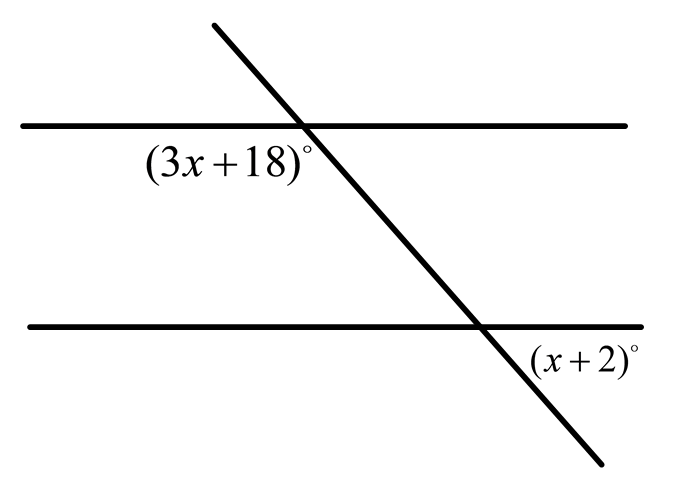 (3x + 18)°
(x + 2)°